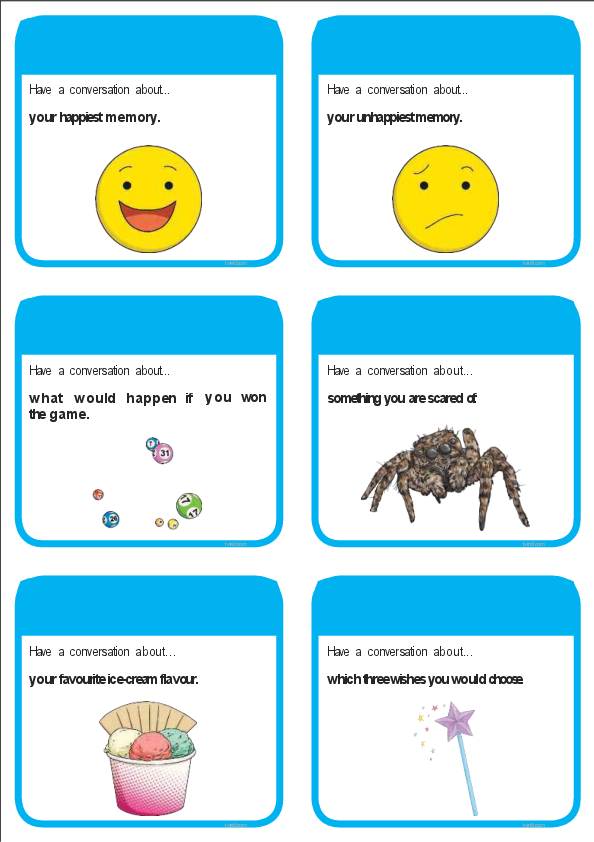 Have a conversation about...
your happiest memory.
twinkl.com
Have a conversation about...
your unhappiest memory.
twinkl.com
Have a conversation about...
what would happen if you won
the game.
31
17
17
twinkl.com
Have a conversation about...
something you are scared of
twinkl.com
Have a conversation about...
your favourite ice-cream flavour.
twinkl.com
Have a conversation about...
which three wishes you would choose
twinkl.com